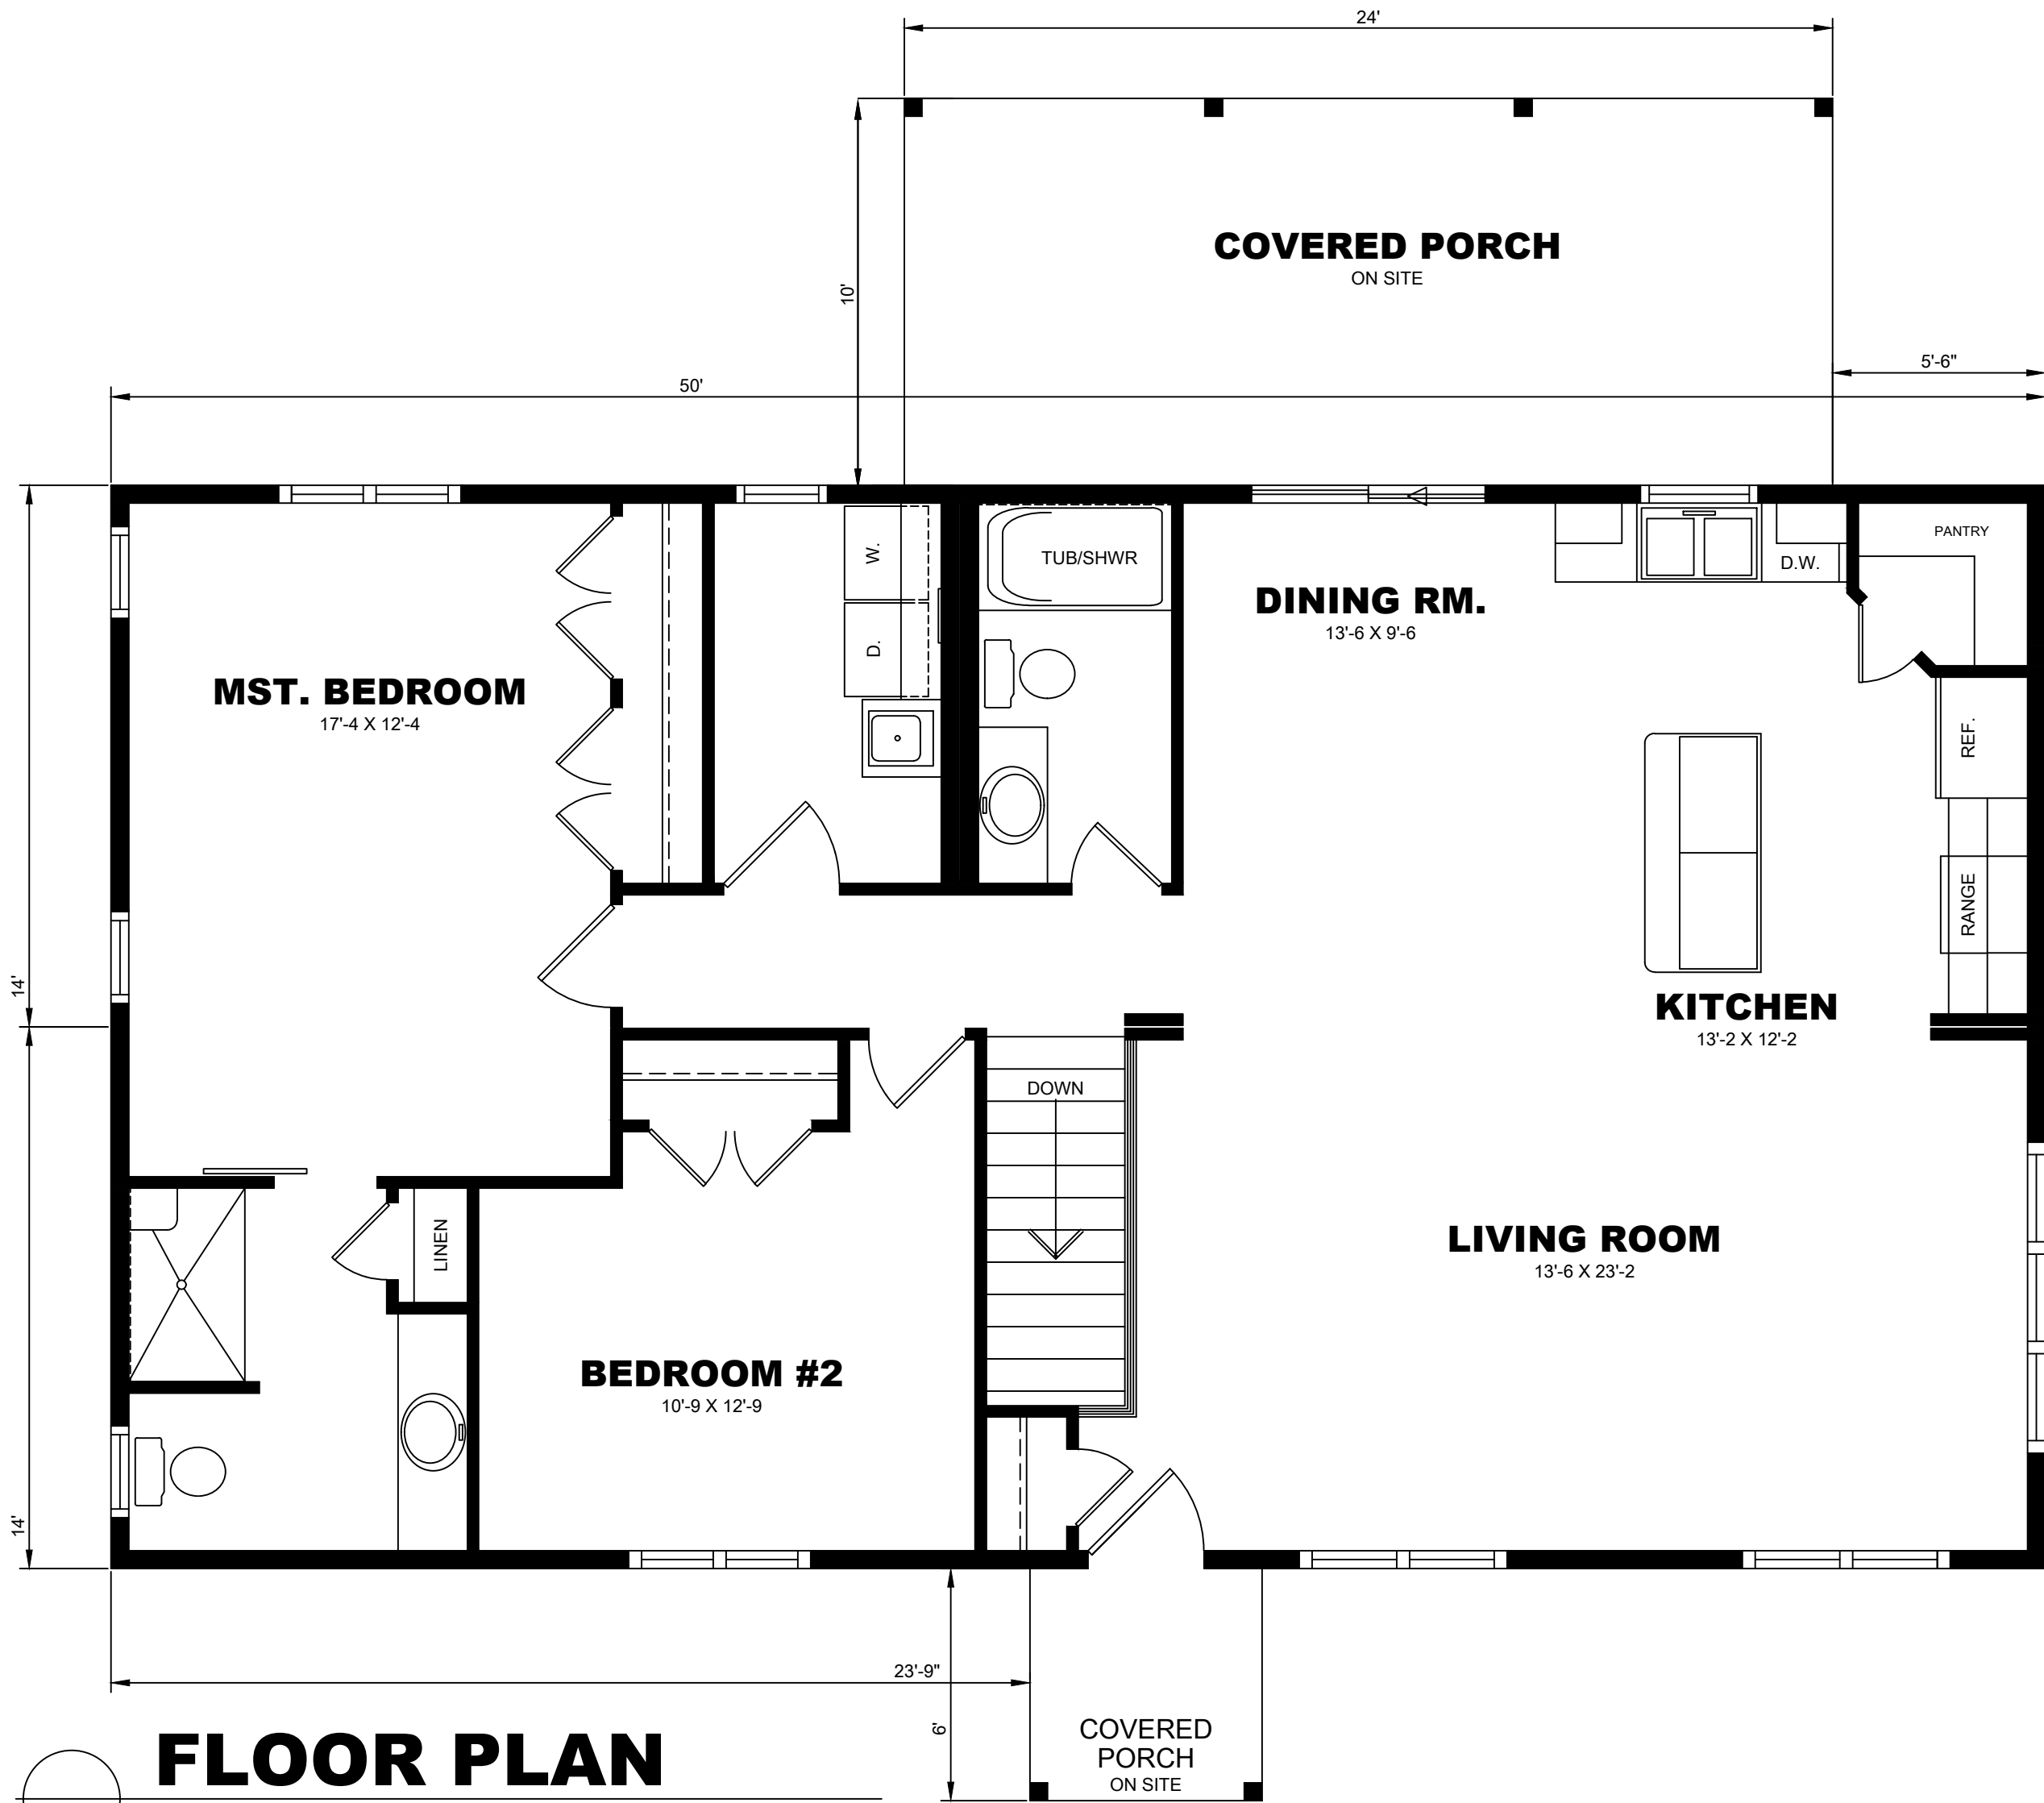 24'
COVERED PORCH
ON SITE
10'
5'-6"
50'
PANTRY
W.
TUB/SHWR
D.W.
DINING RM.
13'-6 X 9'-6
D.
MST. BEDROOM
17'-4 X 12'-4
REF.
RANGE
14'
KITCHEN
13'-2 X 12'-2
DOWN
LINEN
LIVING ROOM
13'-6 X 23'-2
BEDROOM #2
10'-9 X 12'-9
14'
23'-9"
6'
COVERED
PORCH
ON SITE
FLOOR PLAN